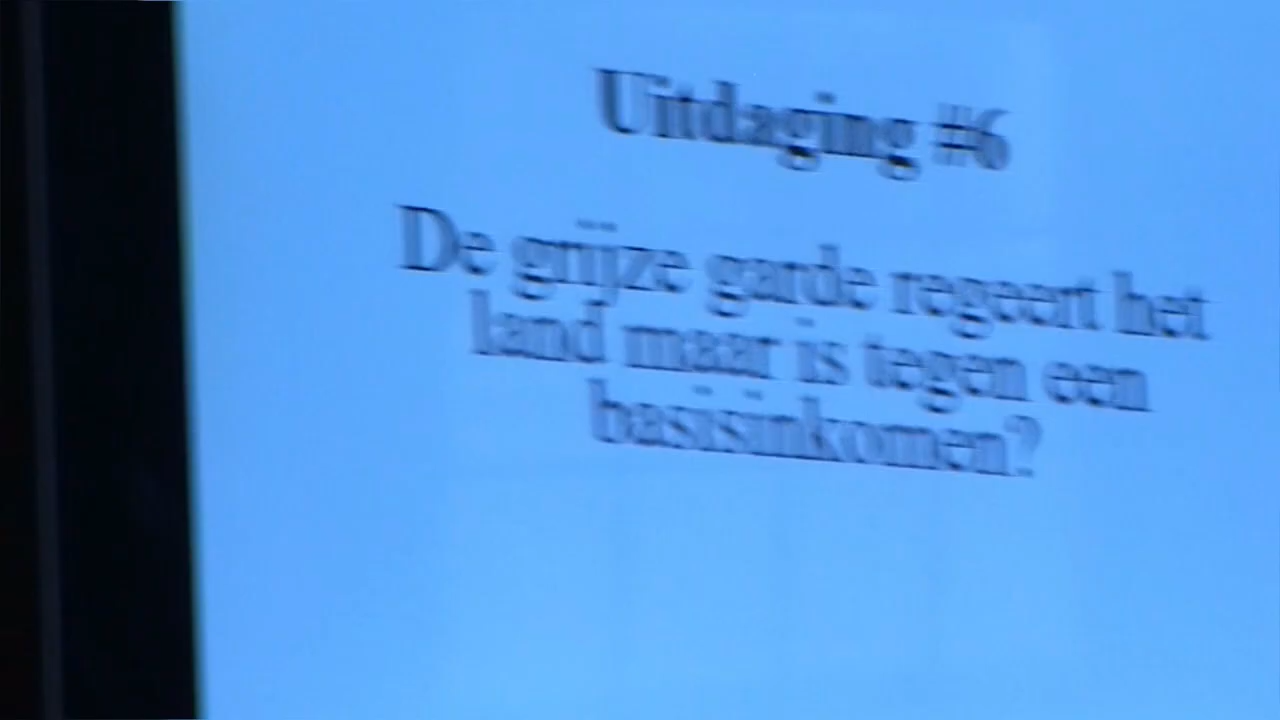 Uitdaging #6
De grijze garde regeert het
land maar is tegen een
basisinkomen?